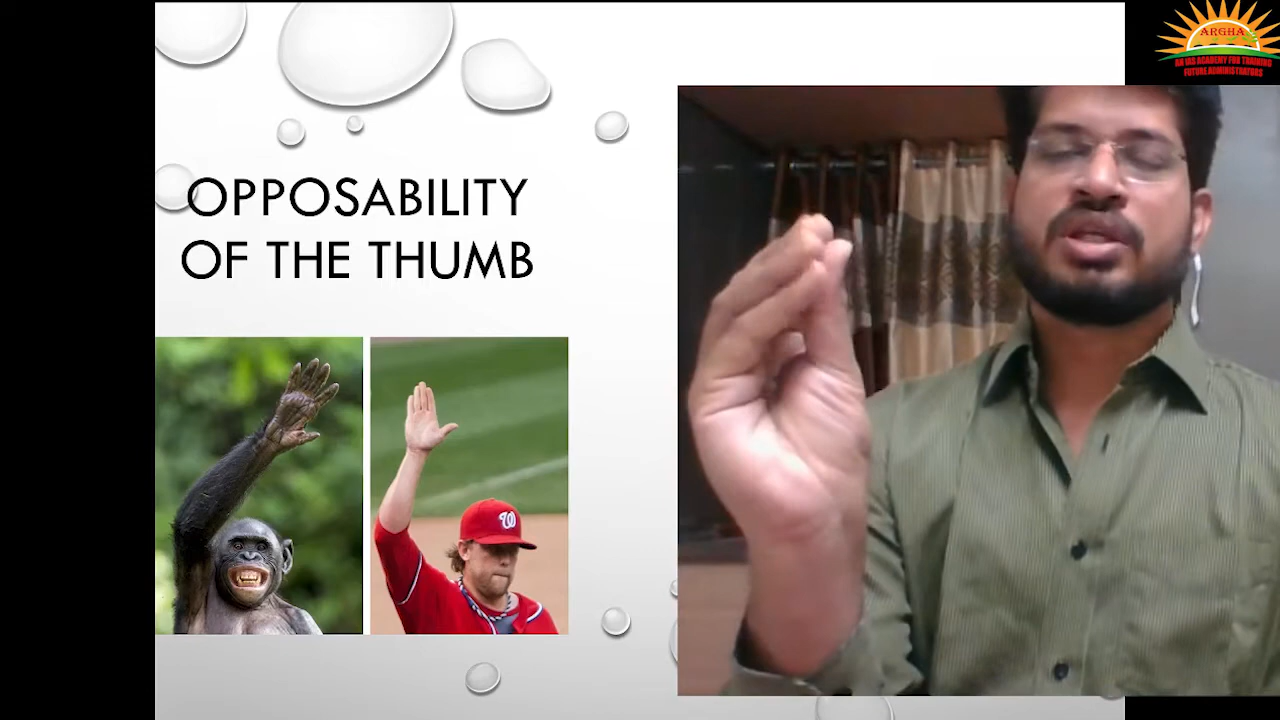 OPPOSABILITY
OF THE THUMB
W
ARGHA
AN IAS ACADEMY FOR TRAINING
FUTURE ADMINISTRATORS